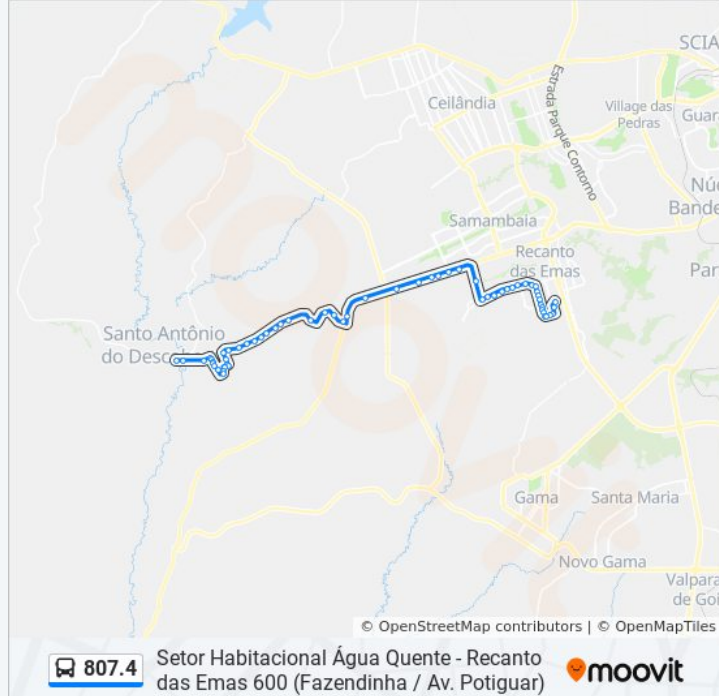 SCIA
Ceilândia
Estrada Parque Contorno
Village das
Pedras
Guar
Samambaia
Núc
Bande
Recanto
das Emas
Par
Santo Antônio
do Desc
Gama
Santa Maria
Novo Gama
Valpara
de Goi
moovit
© OpenStreetMap contributors | © OpenMapTiles
807.4
Setor Habitacional Água Quente - Recanto
das Emas 600 (Fazendinha / Av. Potiguar)
moovit